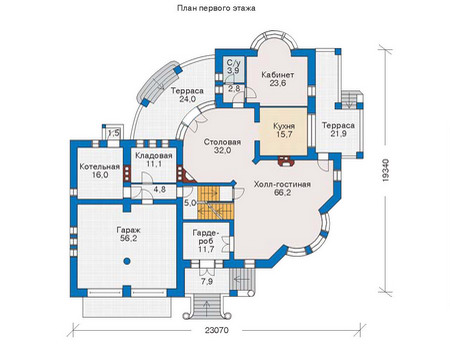 План первого этажа
С/у
3,9
Кабинет
23,6
2,8
Терраса
24,0
Кухня
15,7
Терраса
21,9
1,5
Столовая
32,0
Кладовая
11,1
Котельная
16,0
Холл-гостиная
66,2
4,8
5,0
Гараж
56,2
Гарде-
роб
11,7
7,9
19340
23070